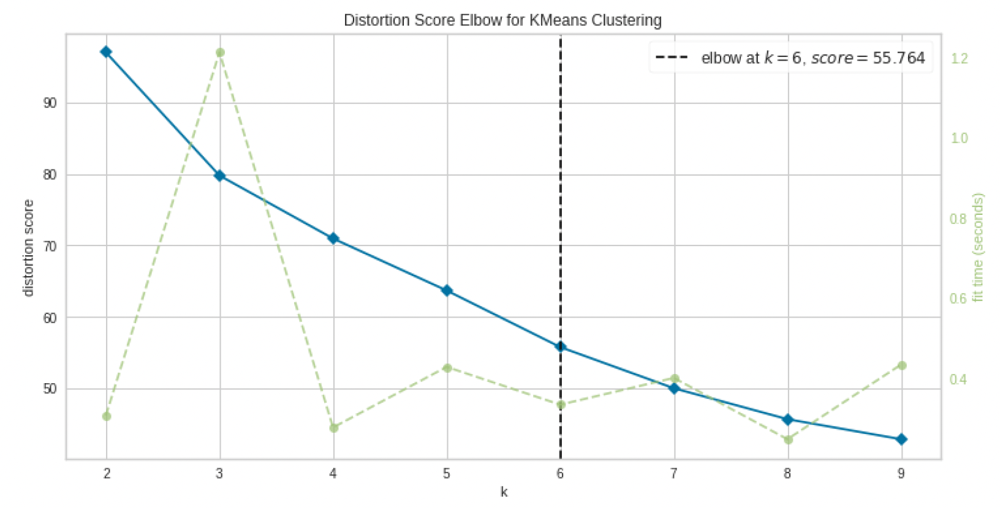 Distortion Score Elbow for KMeans Clustering
elbow at k = 6, score = 55.764
90
80
70
60
50
distortion score
1.2
1.0
0.8
0.6
0.4
fit time (seconds)
2 3 4 5 6 7 8 9
k